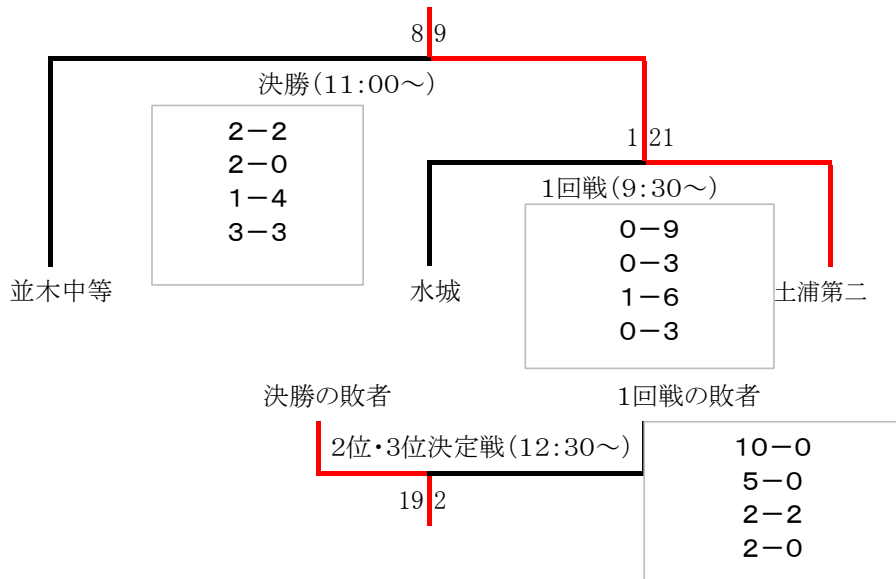 8 9
決勝(11:00～)
2－2
2－0
1－4
3－3
1 21
1回戦(9:30～)
0－9
0－3
1－6
0－3
並木中等
水城
土浦第二
決勝の敗者
1回戦の敗者
2位・3位決定戦(12:30～)
19 2
10－0
5－0
2－2
2－0